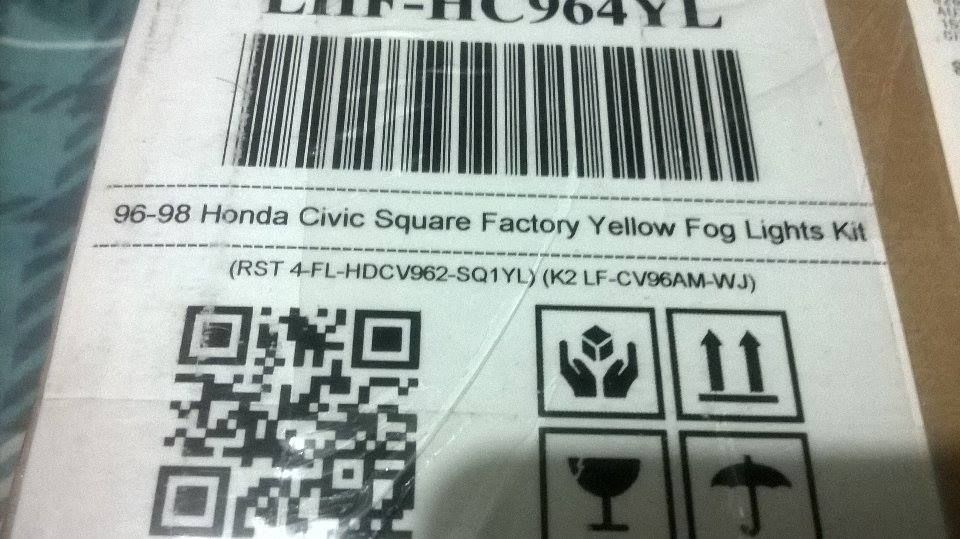 LHF-HC964YL
96-98 Honda Civic Square Factory Yellow Fog Lights Kit
(RST 4-FL-HDCV962-SQ1YL) (K2 LF-CV96AM-WJ)